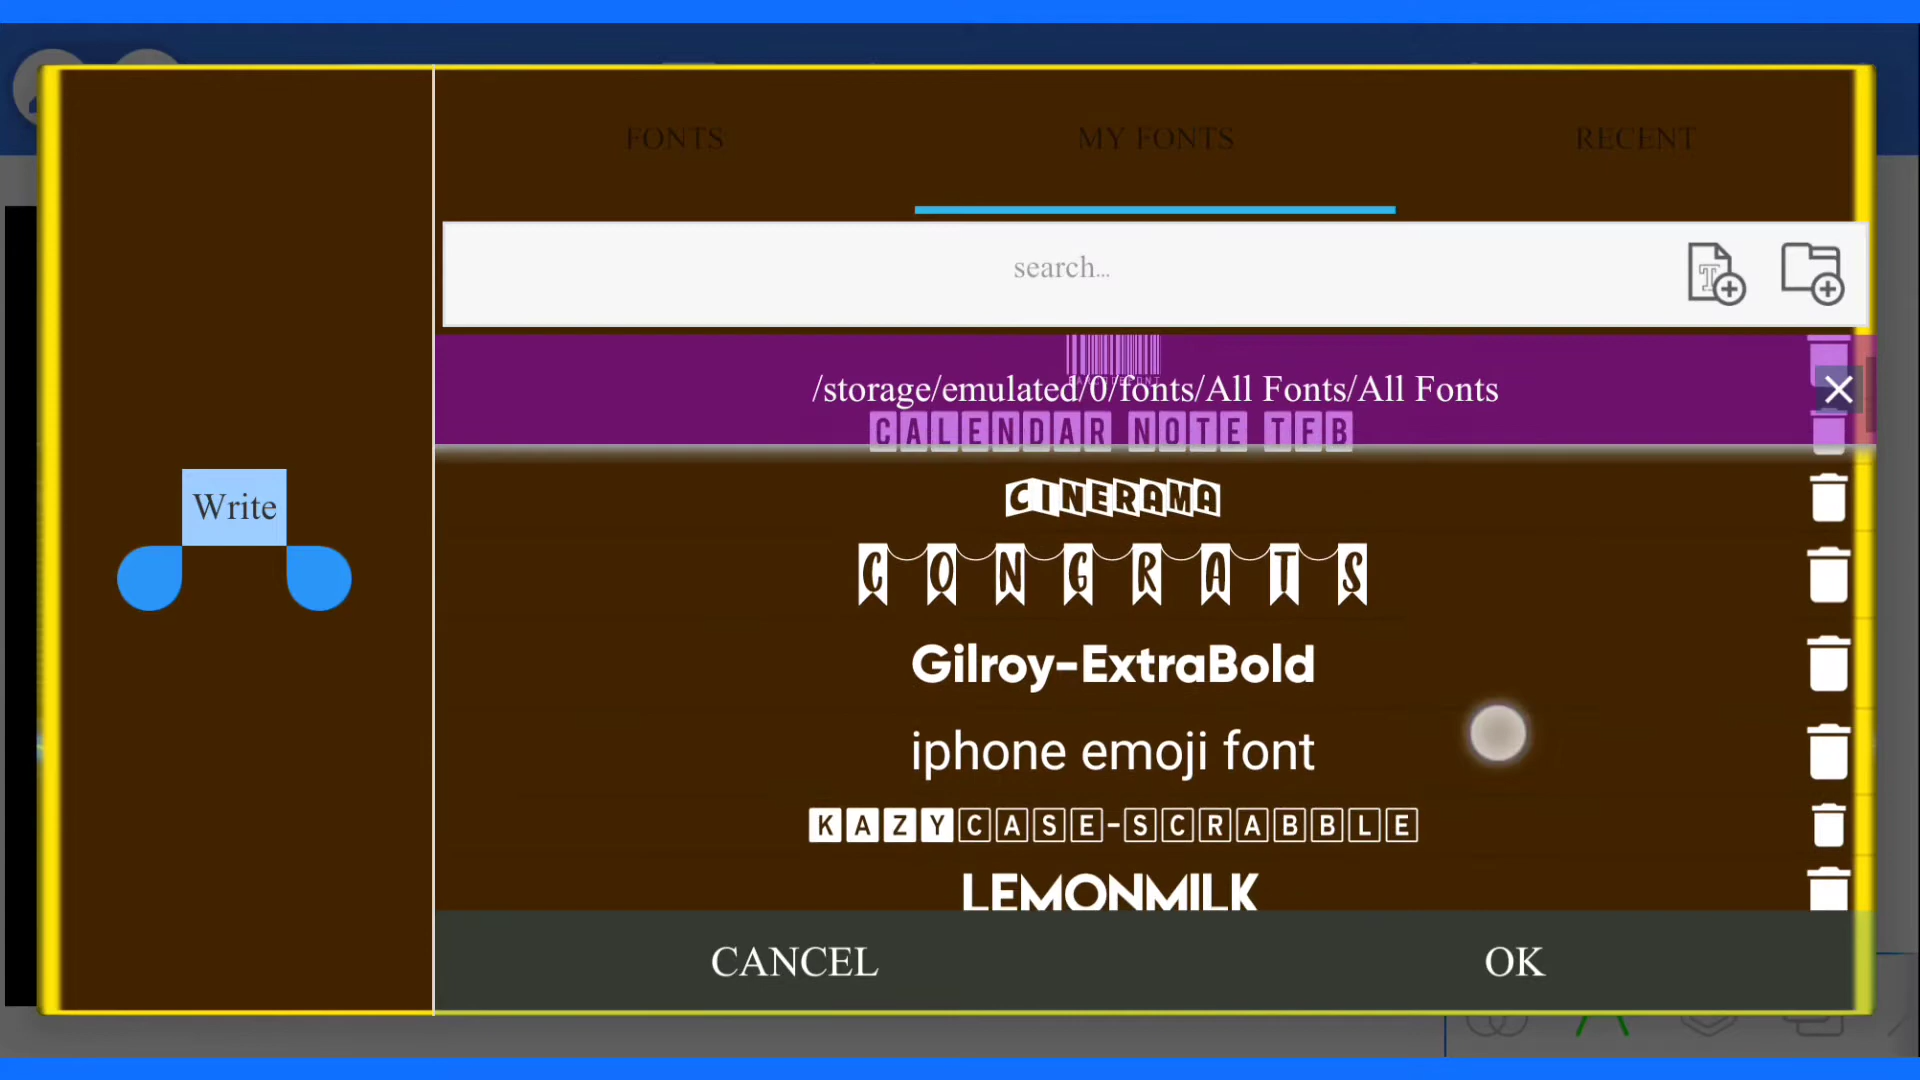 FONTS
MY FONTS
RECENT
search...
/storage/emulated/0/fonts/All Fonts/All Fonts
CALENDAR NOTE TFB
CINERAMA
CONGRATS
Write
Gilroy-ExtraBold
iphone emoji font
KAZYCASE-SCRABBLE
LEMONMILK
CANCEL
OK